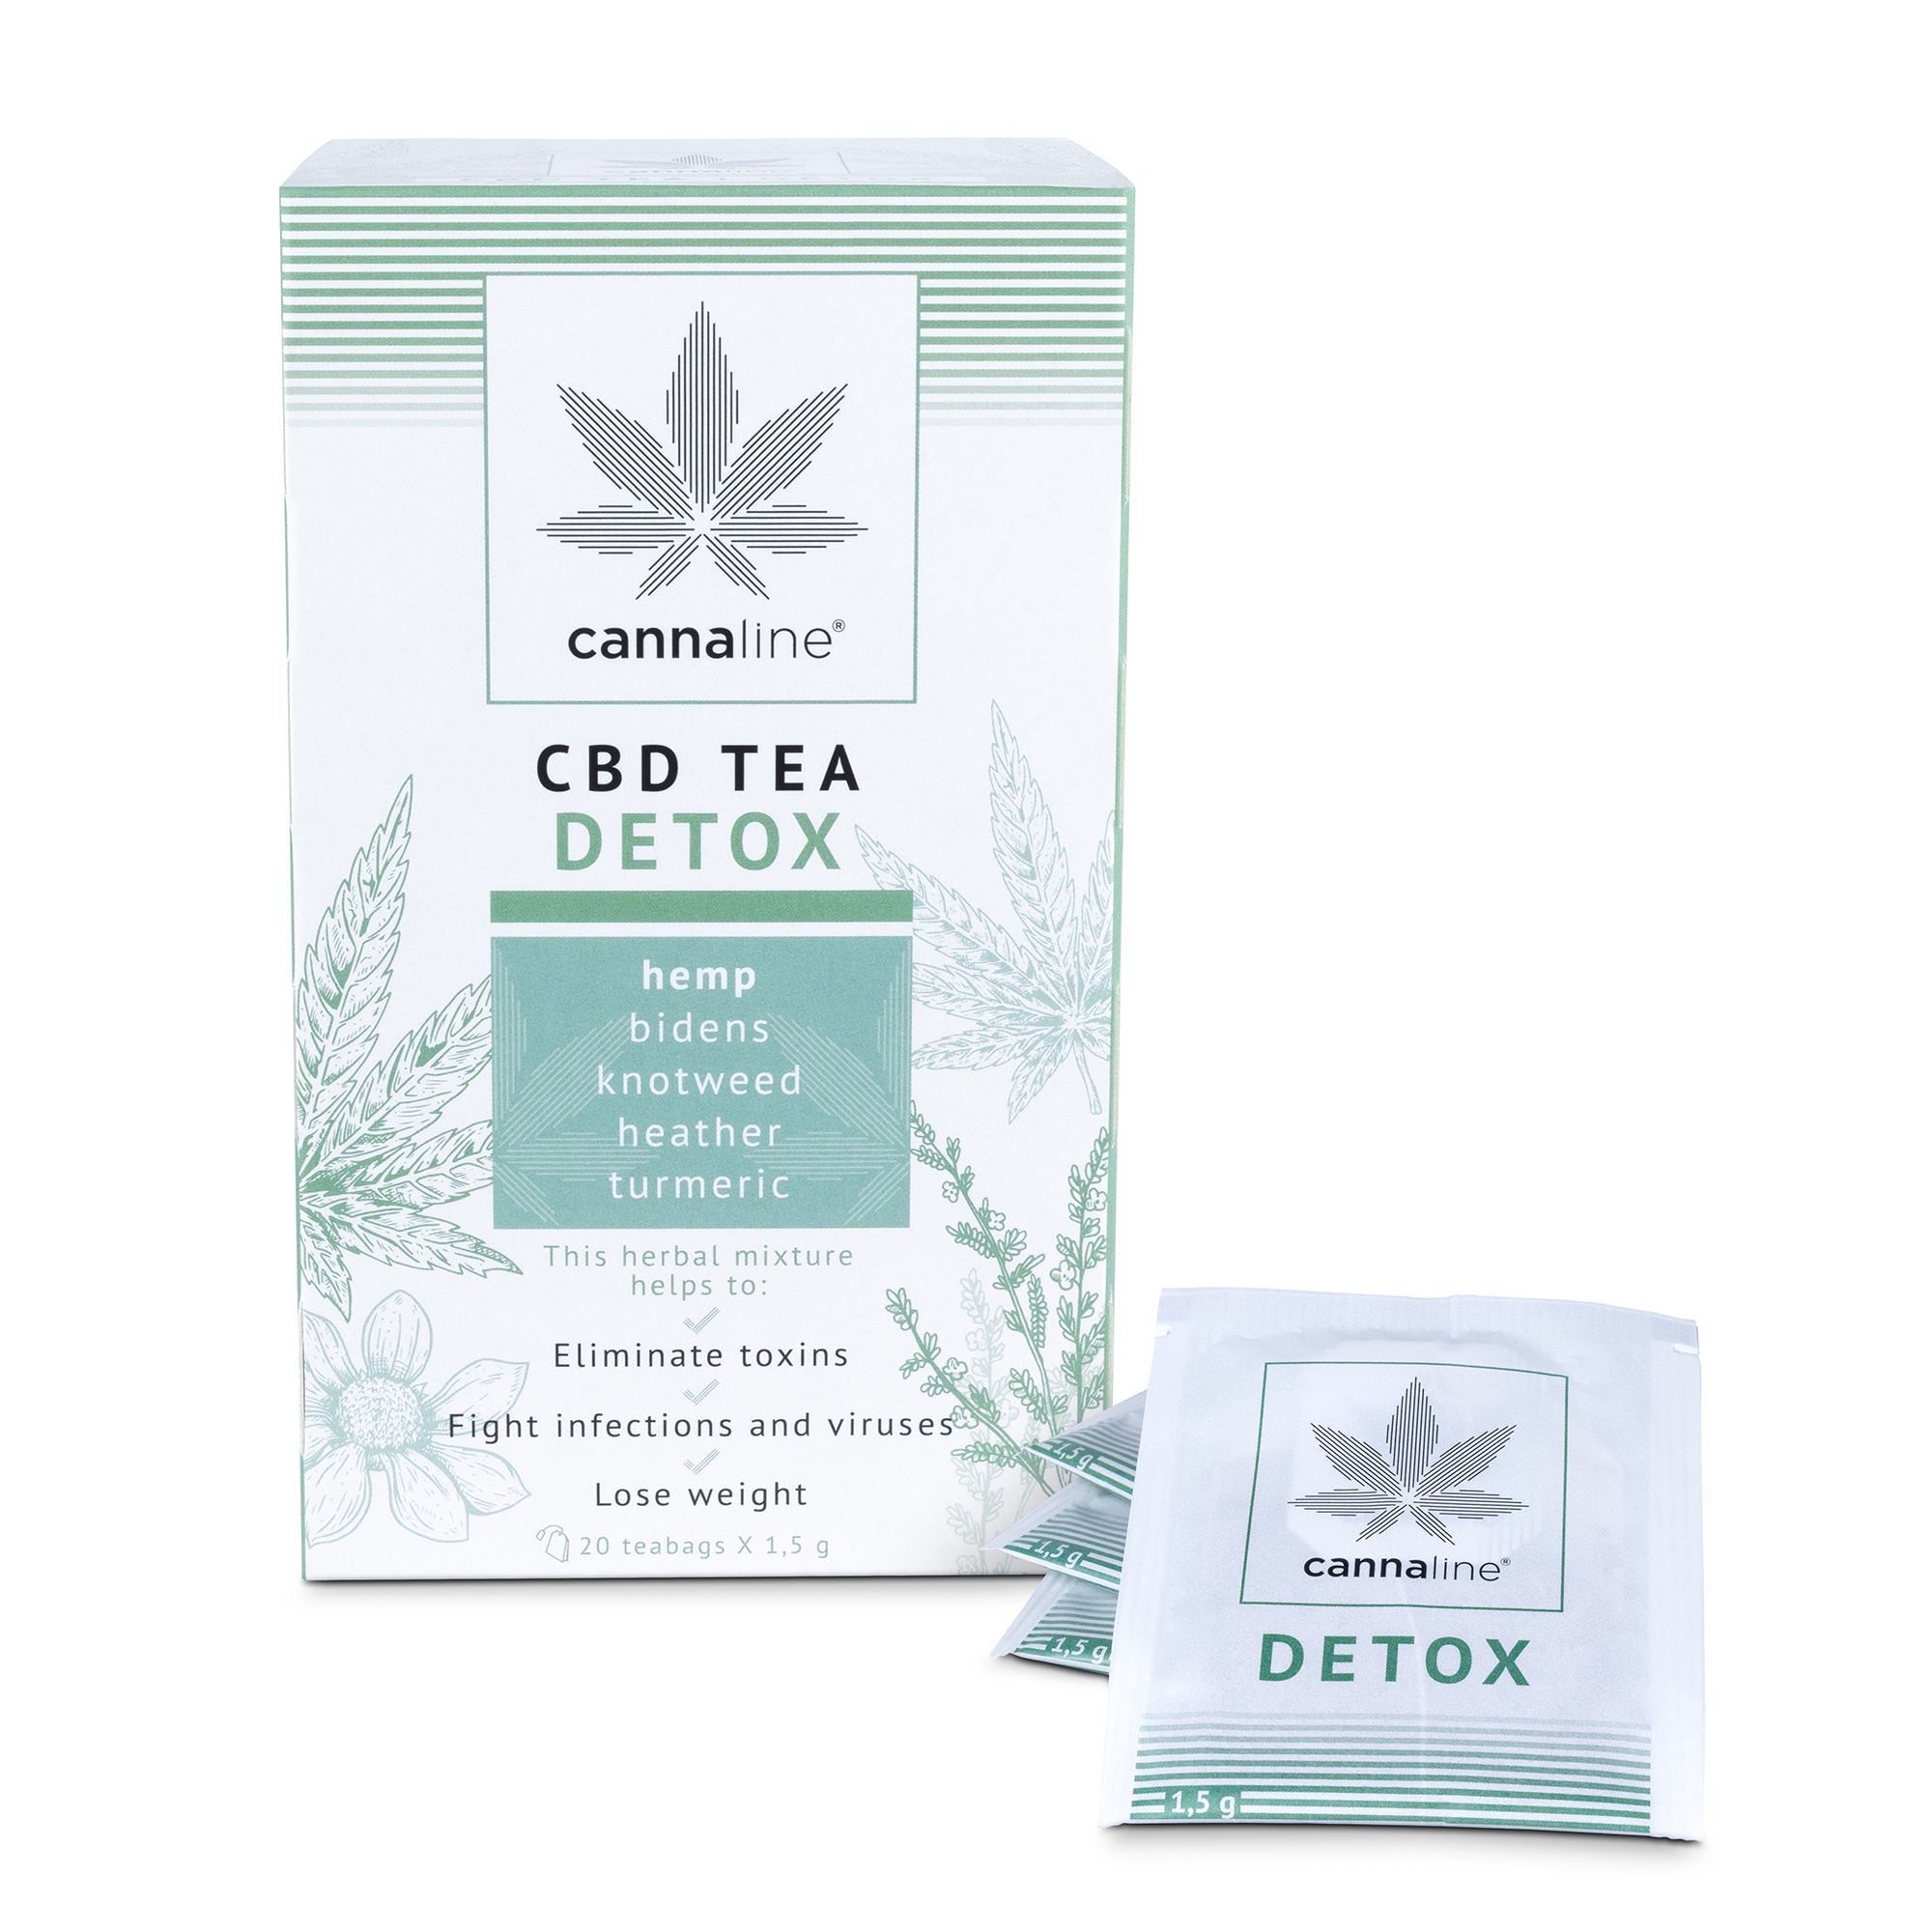 cannaline®
CBD TEA
DETOX
hemp
bidens
knotweed
heather
turmeric
This herbal mixture
helps to:
Eliminate toxins
Fight infections and viruses
Lose weight
20 teabags X 1,5 g
1,5 g
1,5 g
1,5 g
cannaline®
DETOX
1,5 g